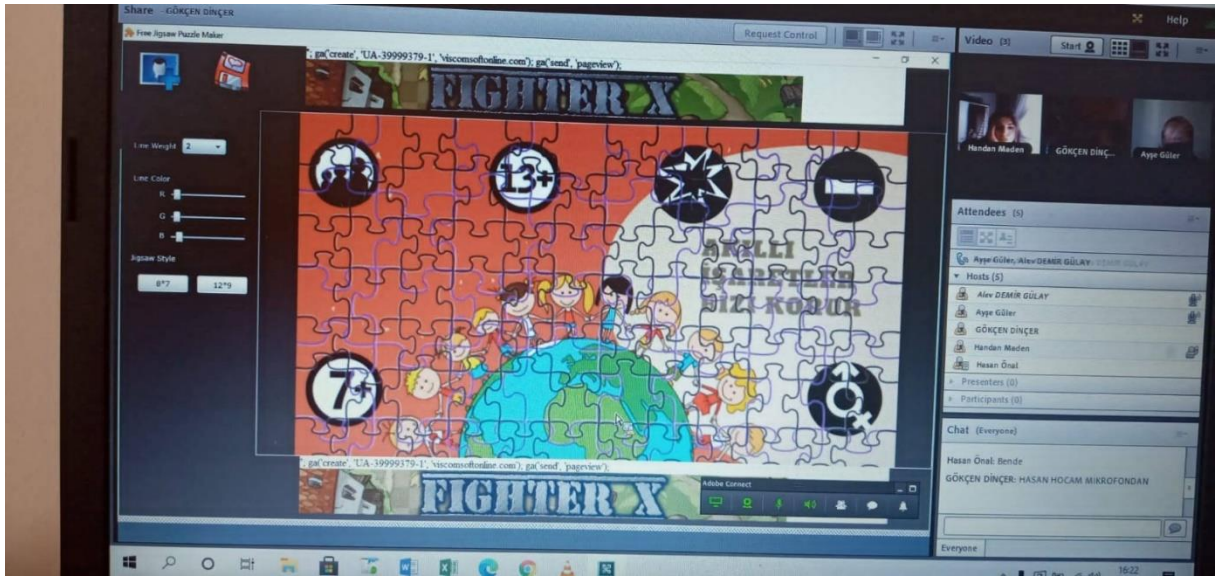 Share - GÖKÇEN DİNÇER
Help
Free Jigsaw Puzzle Maker
Request Control
'; ga('create', 'UA-39999379-1', 'viscomsoftonline.com'); ga('send', 'pageview');
FIGHTER X
Line Weight 2
Line Color
R
G
B
Jigsaw Style
8*7 12*9
13+
AKILLI
İŞARETLER
BİZİ KORUR
7+
'; ga('create', 'UA-39999379-1', 'viscomsoftonline.com'); ga('send', 'pageview');
FIGHTER X
Adobe Connect
Video (3)
Start
Handan Maden GÖKÇEN DİNÇ... Ayşe Güler
Attendees (5)
Ayşe Güler, Alev DEMİR GÜLAY
Hosts (5)
Alev DEMİR GÜLAY
Ayşe Güler
GÖKÇEN DİNÇER
Handan Maden
Hasan Önal
Presenters (0)
Participants (0)
Chat (Everyone)
Hasan Önal: Bende
GÖKÇEN DİNÇER: HASAN HOCAM MIKROFONDAN
Everyone
16:22